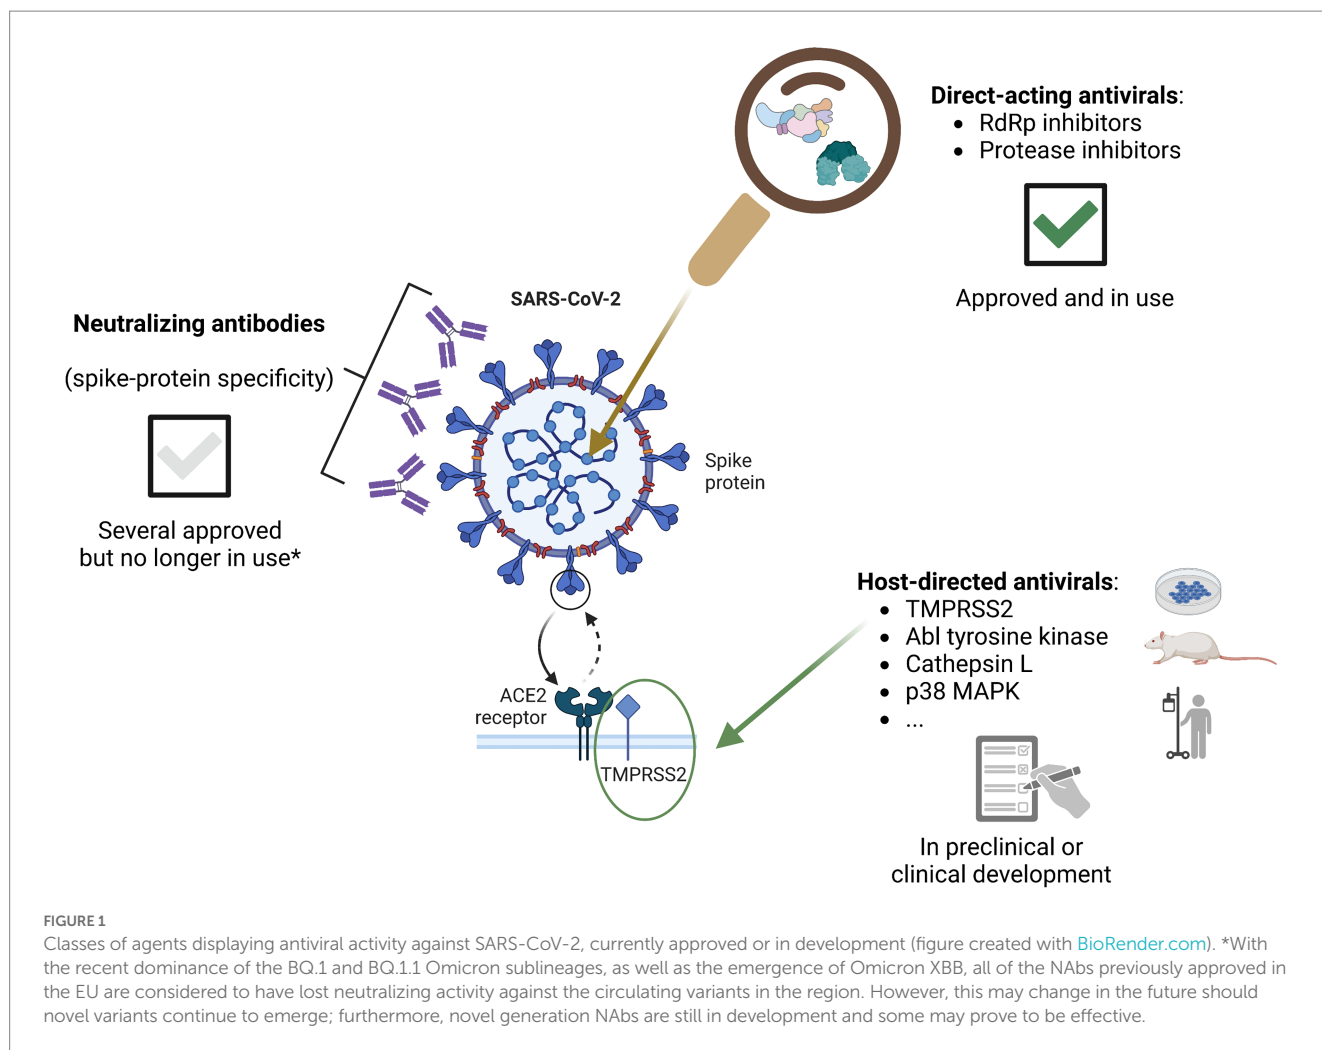 Direct-acting antivirals:
• RdRp inhibitors
• Protease inhibitors
Approved and in use
SARS-CoV-2
Neutralizing antibodies
(spike-protein specificity)
Several approved
but no longer in use*
Spike
protein
Host-directed antivirals:
• TMPRSS2
• Abl tyrosine kinase
• Cathepsin L
• p38 MAPK
• ...
ACE2
receptor
TMPRSS2
In preclinical or
clinical development
FIGURE 1
Classes of agents displaying antiviral activity against SARS-CoV-2, currently approved or in development (figure created with BioRender.com). *With
the recent dominance of the BQ.1 and BQ.1.1 Omicron sublineages, as well as the emergence of Omicron XBB, all of the NAbs previously approved in
the EU are considered to have lost neutralizing activity against the circulating variants in the region. However, this may change in the future should
novel variants continue to emerge; furthermore, novel generation NAbs are still in development and some may prove to be effective.